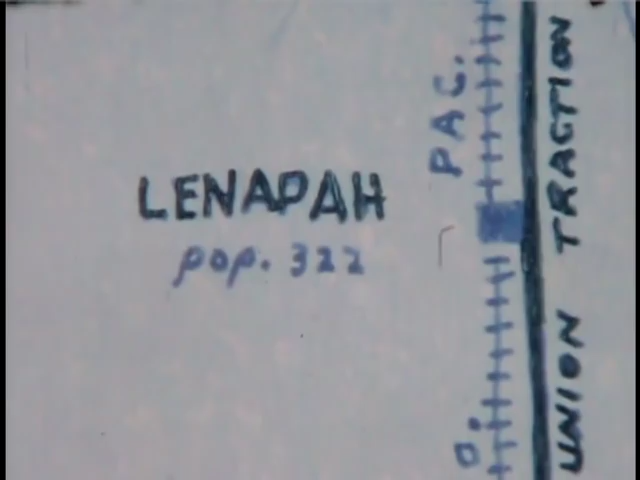 LENAPAH
pop. 322
PAC.
O.
UNION TRACTION